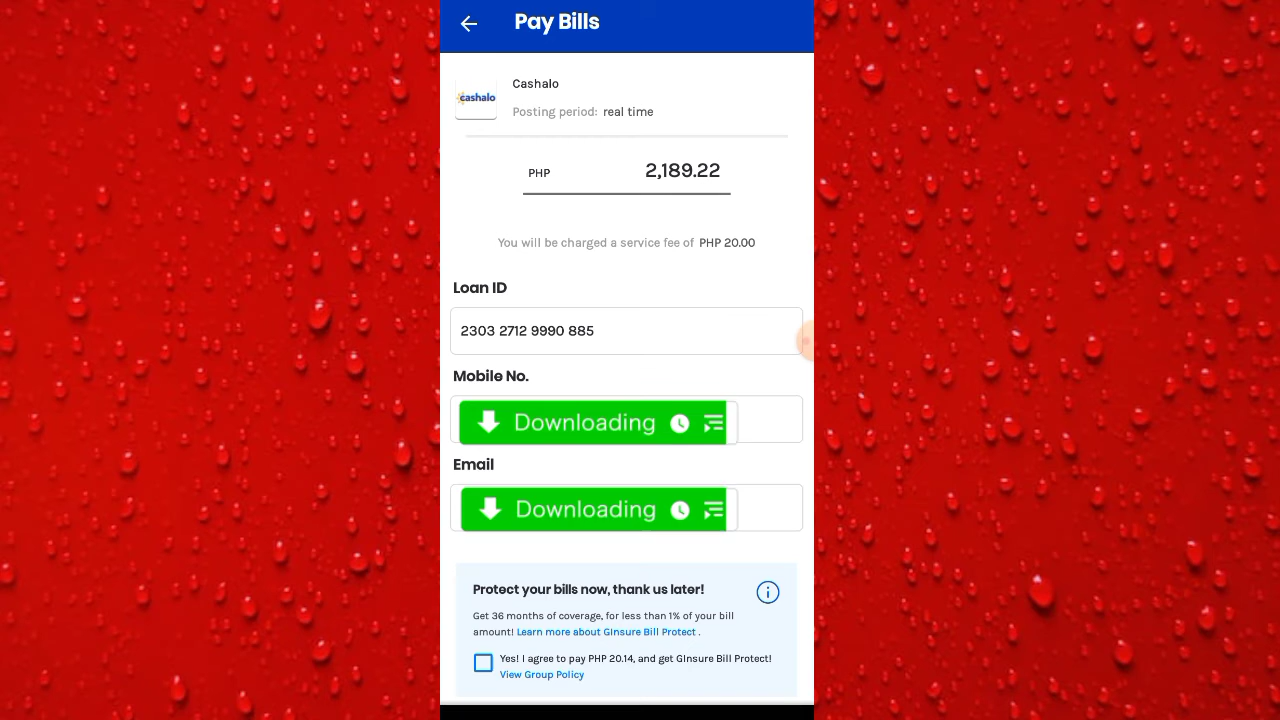 Pay Bills
cashalo
Cashalo
Posting period: real time
PHP 2,189.22
You will be charged a service fee of PHP 20.00
Loan ID
2303 2712 9990 885
Mobile No.
Downloading
Email
Downloading
Protect your bills now, thank us later!
Get 36 months of coverage, for less than 1% of your bill
amount! Learn more about GInsure Bill Protect .
Yes! I agree to pay PHP 20.14, and get GInsure Bill Protect!
View Group Policy